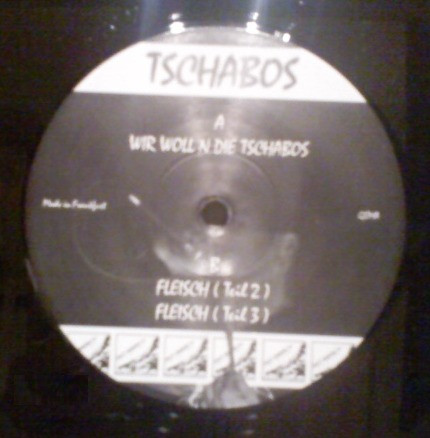 TSCHABOS
A
WIR WOLL'N DIE TSCHABOS
Made in Frankfurt
B
FLEISCH ( Teil 2 )
FLEISCH ( Teil 3 )